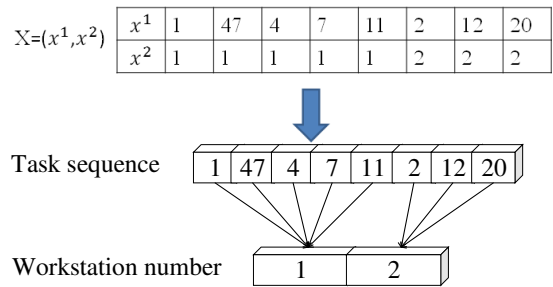 X=(x¹,x²) x¹ 1 47 4 7 11 2 12 20
x² 1 1 1 1 1 2 2 2
Task sequence 1 47 4 7 11 2 12 20
Workstation number 1 2